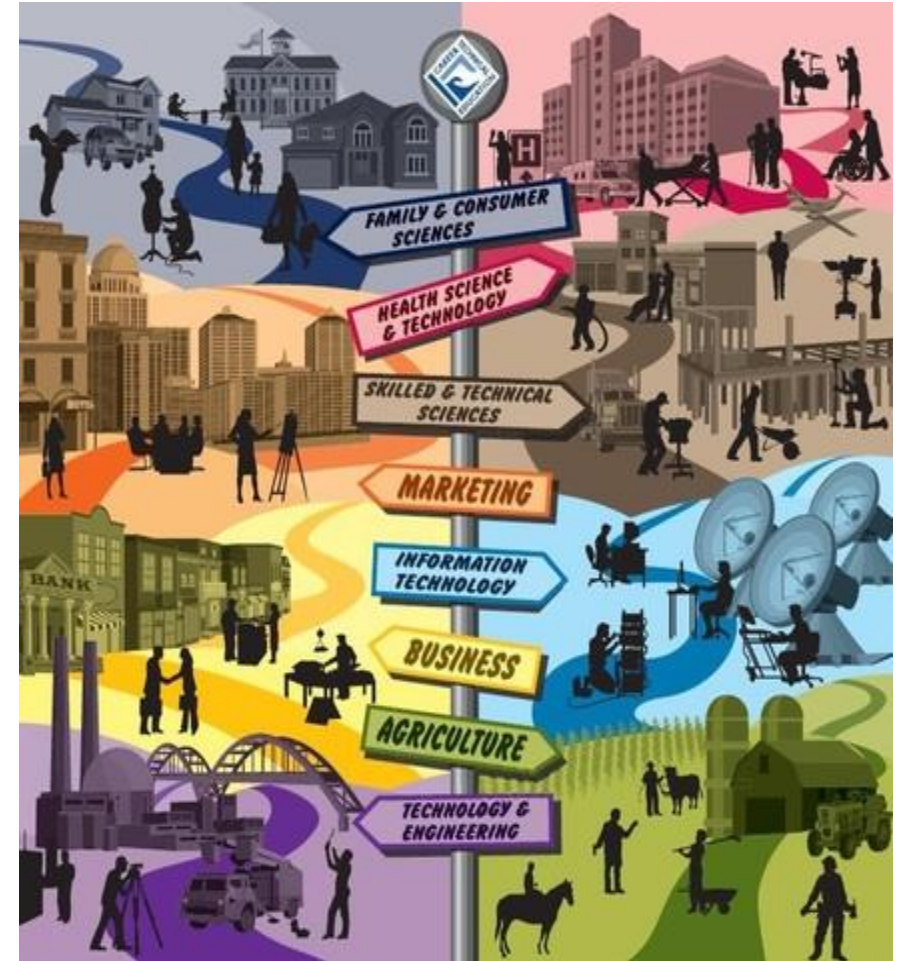 CAREER TECHNICAL
EDUCATION
H
FAMILY & CONSUMER
SCIENCES
HEALTH SCIENCE
& TECHNOLOGY
SKILLED & TECHNICAL
SCIENCES
MARKETING
INFORMATION
TECHNOLOGY
BANK
BUSINESS
AGRICULTURE
TECHNOLOGY &
ENGINEERING